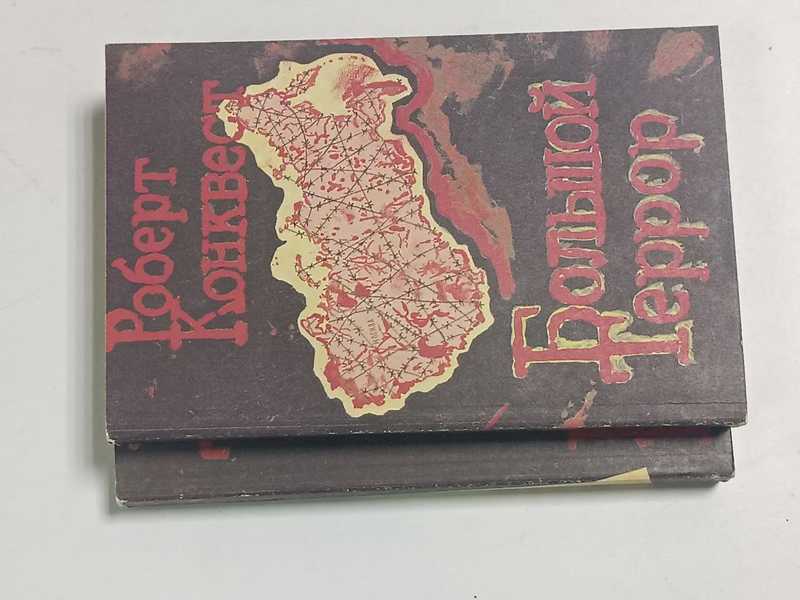 Роберт
Конквест
Большой
Террор